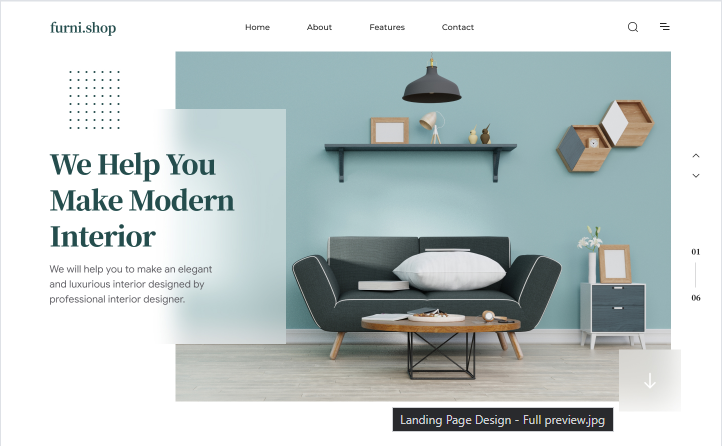 furni.shop
Home
About
Features
Contact
We Help You
Make Modern
Interior
We will help you to make an elegant
and luxurious interior designed by
professional interior designer.
01
06
Landing Page Design - Full preview.jpg